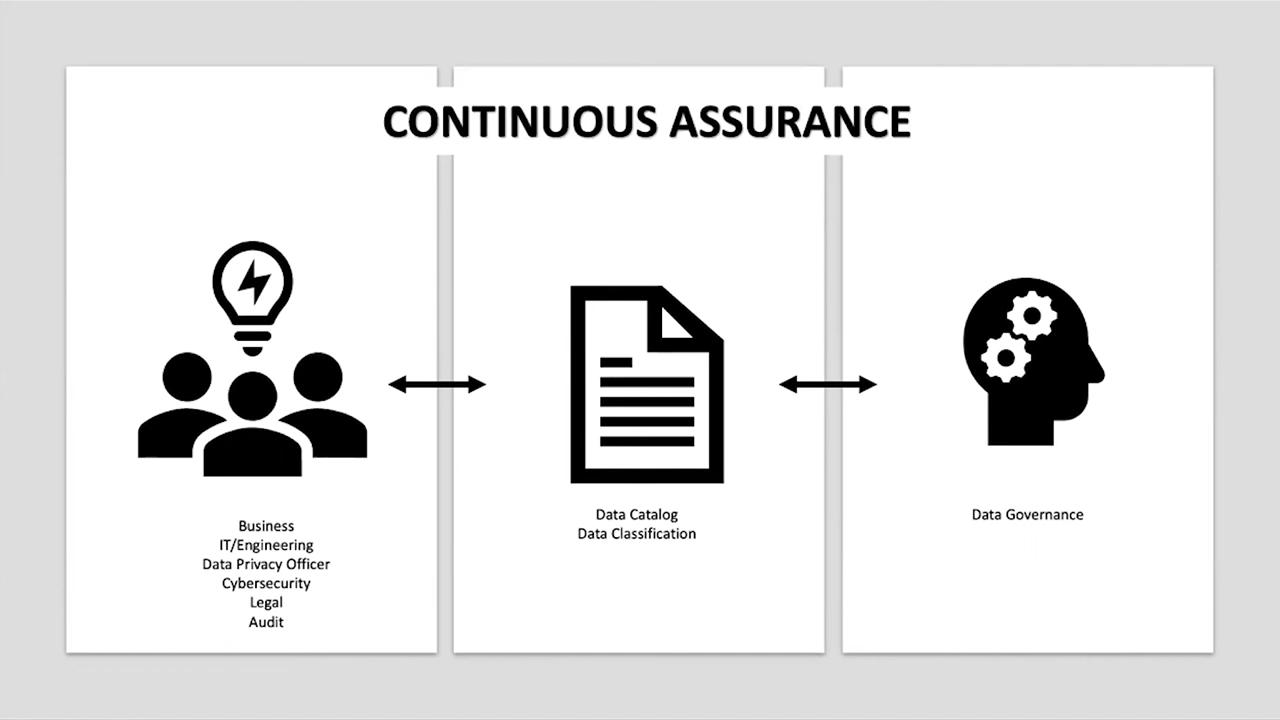 CONTINUOUS ASSURANCE
Business
IT/Engineering
Data Privacy Officer
Cybersecurity
Legal
Audit
Data Catalog
Data Classification
Data Governance